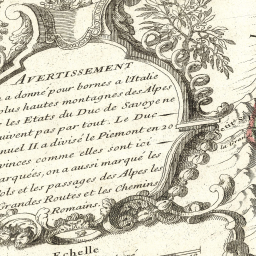 AVERTISSEMENT
a donné pour bornes a l'Italie
plus hautes montagnes des Alpes
les Etats du Duc de Savoye ne
suivent pas par tout. Le Duc
nuel II. a divisé le Piemont en 20
vinces comme elles sont ici
arquées, on a aussi marqué les
Cols et les passages des Alpes les
Grandes Routes et les Chemins
Romains.
Echelle